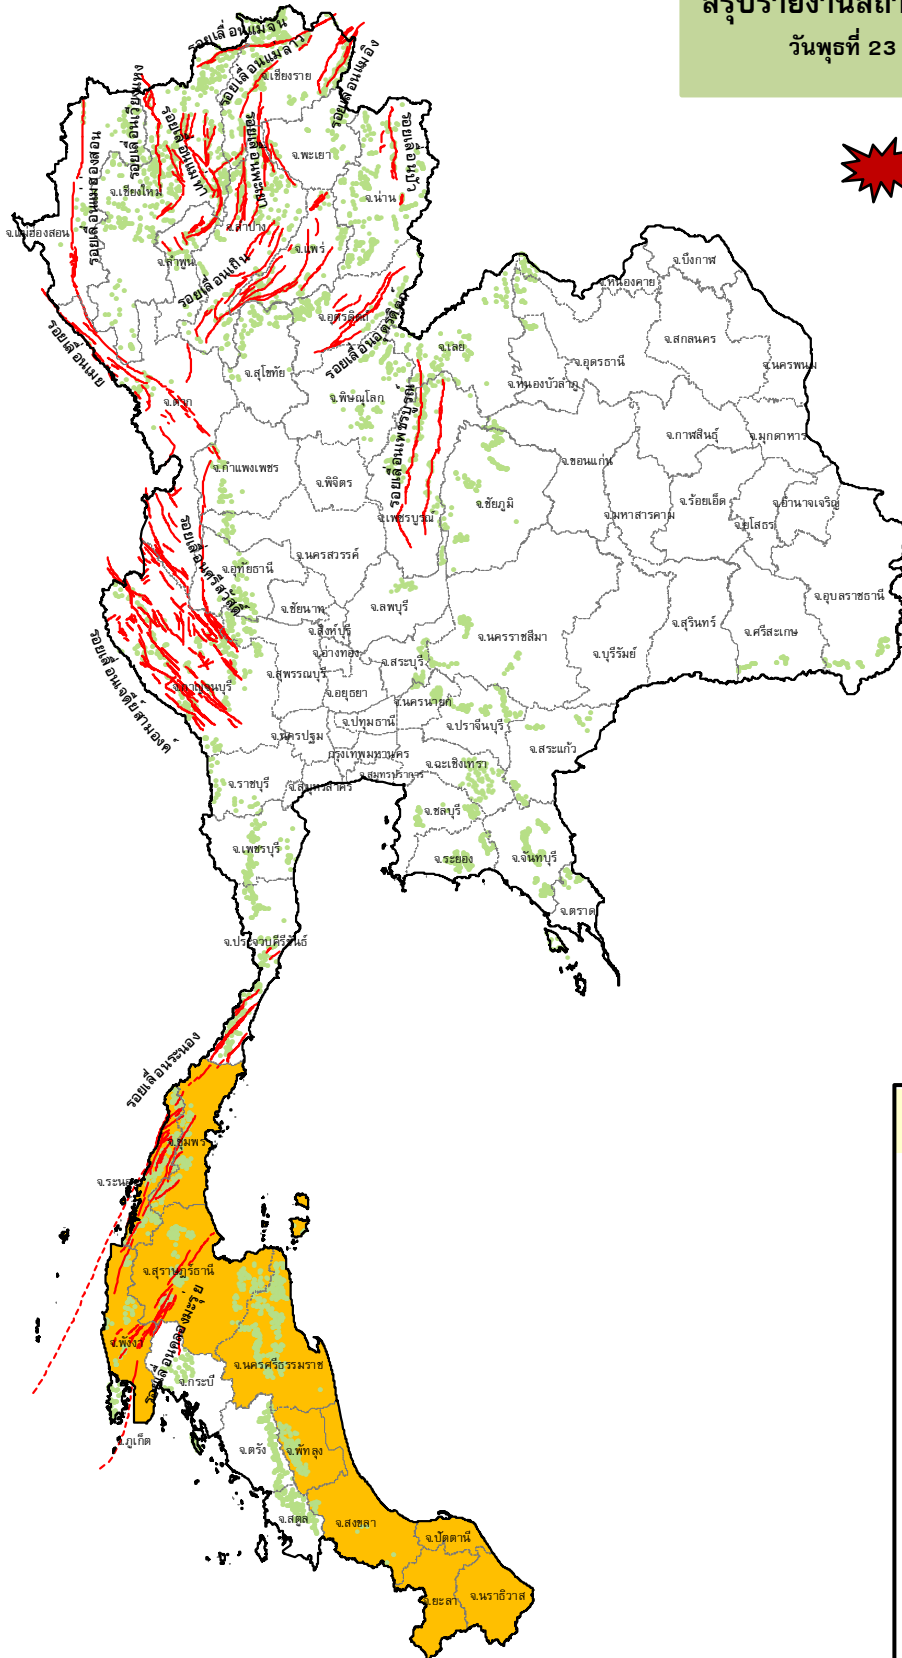 สรุปรายงานสถา
วันพุธที่ 23
รอยเลื่อนแม่จัน
รอยเลื่อนแม่ลาว
จ.เชียงราย
รอยเลื่อนแม่อิง
รอยเลื่อนเวียงแหง
รอยเลื่อนแม่ทา
รอยเลื่อนพะเยา
รอยเลื่อนปัว
รอยเลื่อนแม่ฮ่องสอน
จ.พะเยา
จ.เชียงใหม่
จ.น่าน
จ.แม่ฮ่องสอน
จ.ลำปาง
จ.แพร่
จ.ลำพูน
รอยเลื่อนเถิน
จ.บึงกาฬ
จ.หนองคาย
จ.อุตรดิตถ์
รอยเลื่อนอุตรดิตถ์
รอยเลื่อนเมย
จ.เลย
จ.อุดรธานี
จ.สกลนคร
จ.นครพนม
จ.สุโขทัย
จ.หนองบัวลำภู
จ.ตาก
จ.พิษณุโลก
รอยเลื่อนเพชรบูรณ์
จ.กาฬสินธุ์
จ.มุกดาหาร
จ.กำแพงเพชร
จ.พิจิตร
จ.ขอนแก่น
จ.ชัยภูมิ
จ.ร้อยเอ็ด
จ.อำนาจเจริญ
จ.เพชรบูรณ์
จ.มหาสารคาม
จ.ยโสธร
รอยเลื่อนศรีสวัสดิ์
จ.นครสวรรค์
จ.อุทัยธานี
จ.อุบลราชธานี
จ.ชัยนาท
จ.ลพบุรี
จ.สิงห์บุรี
จ.นครราชสีมา
จ.สุรินทร์
จ.ศรีสะเกษ
จ.อ่างทอง
จ.บุรีรัมย์
รอยเลื่อนเจดีย์สามองค์
จ.สระบุรี
จ.สุพรรณบุรี
จ.กาญจนบุรี
จ.อยุธยา
จ.นครนายก
จ.ปทุมธานี
จ.ปราจีนบุรี
จ.นครปฐม
จ.สระแก้ว
กรุงเทพมหานคร
จ.ฉะเชิงเทรา
จ.สมุทรปราการ
จ.ราชบุรี
จ.สมุทรสาคร
จ.ชลบุรี
จ.เพชรบุรี
จ.ระยอง
จ.จันทบุรี
จ.ตราด
จ.ประจวบคีรีขันธ์
รอยเลื่อนระนอง
จ.ชุมพร
จ.สุราษฎร์ธานี
รอยเลื่อนคลองมะรุ่ย
จ.พังงา
จ.นครศรีธรรมราช
จ.กระบี่
จ.ภูเก็ต
จ.ตรัง
จ.พัทลุง
จ.สตูล
จ.สงขลา
จ.ปัตตานี
จ.ยะลา
จ.นราธิวาส